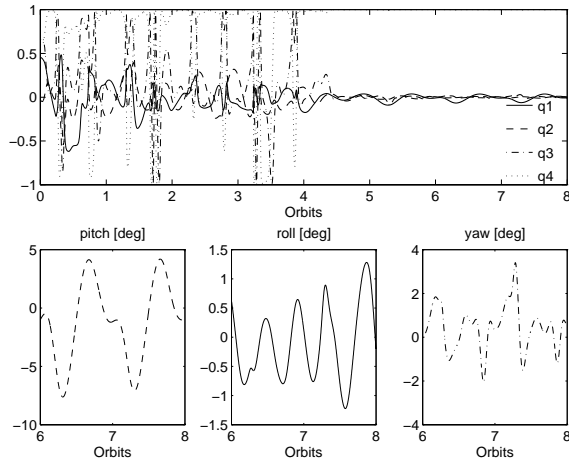 1
0.5
0
−0.5
−1
0 1 2 3 4 5 6 7 8
Orbits
q1
q2
q3
q4
pitch [deg]
5
0
−5
−10
6 7 8
Orbits
roll [deg]
1.5
1
0.5
0
−0.5
−1
−1.5
6 7 8
Orbits
yaw [deg]
4
2
0
−2
−4
6 7 8
Orbits